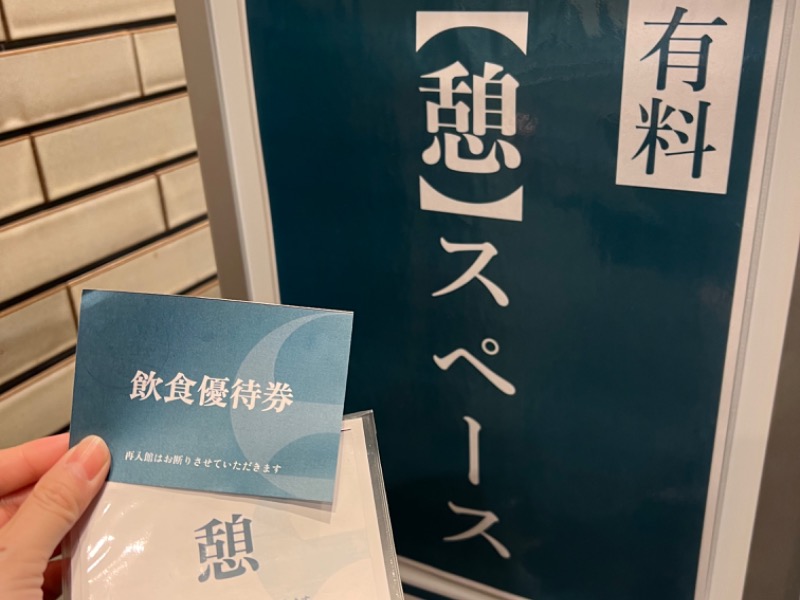 有料
【憩】スペース
飲食優待券
再入館はお断りさせていただきます
憩